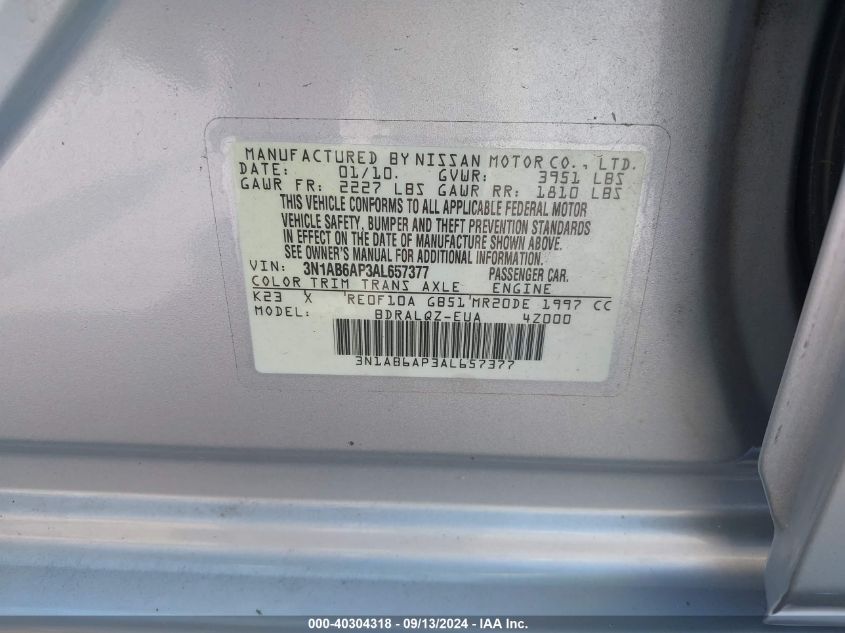 MANUFACTURED BY NISSAN MOTOR CO., LTD.
DATE: 01/10. GVWR: 3951 LBS
GAWR FR: 2227 LBS GAWR RR: 1810 LBS
THIS VEHICLE CONFORMS TO ALL APPLICABLE FEDERAL MOTOR
VEHICLE SAFETY, BUMPER AND THEFT PREVENTION STANDARDS
IN EFFECT ON THE DATE OF MANUFACTURE SHOWN ABOVE.
SEE OWNER'S MANUAL FOR ADDITIONAL INFORMATION.
VIN: 3N1AB6AP3AL657377 PASSENGER CAR.
COLOR TRIM TRANS AXLE ENGINE
K23 X RE0F10A GB51 MR20DE 1997 CC
MODEL: BDRALQZ-EUA 4Z000
3N1AB6AP3AL657377
000-40304318 - 09/13/2024 - IAA Inc.